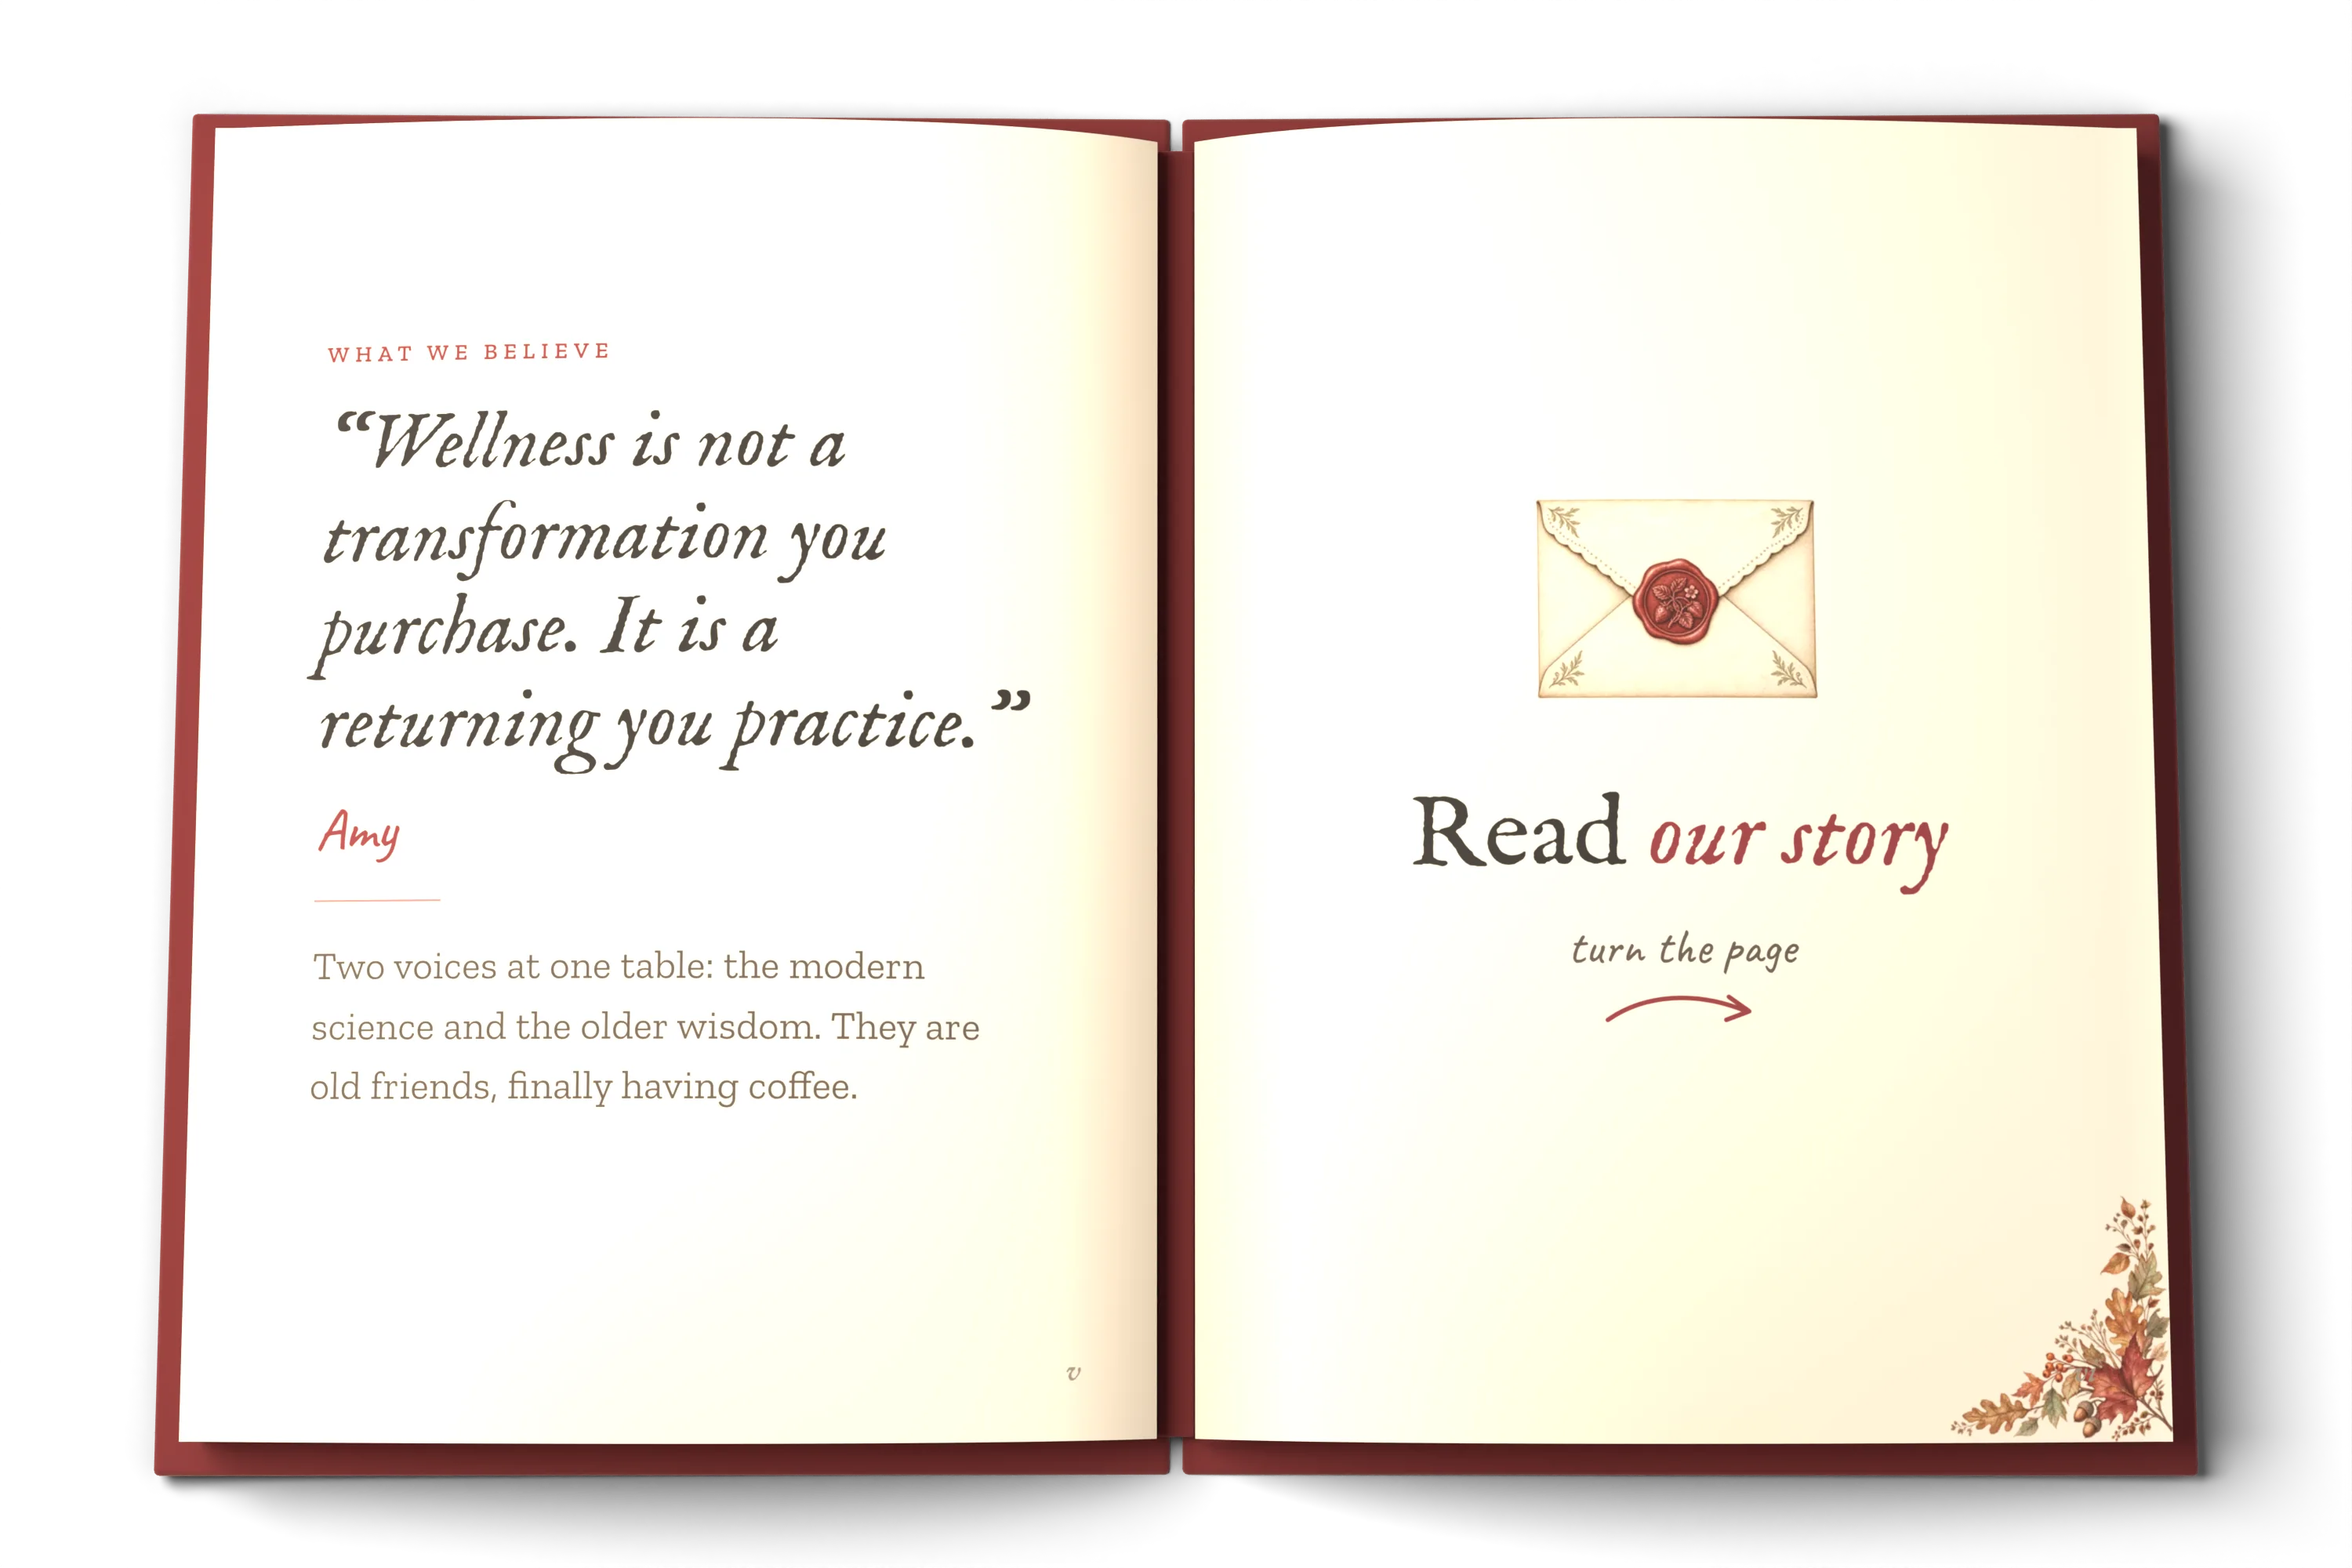 WHAT WE BELIEVE
“Wellness is not a
transformation you
purchase. It is a
returning you practice.”
Amy
Two voices at one table: the modern
science and the older wisdom. They are
old friends, finally having coffee.
v
Read our story
turn the page